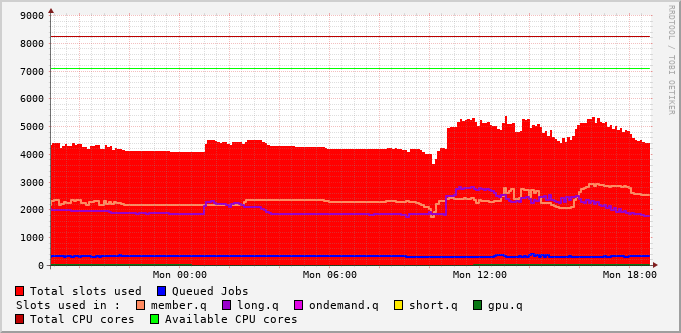 9000
8000
7000
6000
5000
4000
3000
2000
1000
0
Mon 00:00 Mon 06:00 Mon 12:00 Mon 18:00
RRDTOOL / TOBI OETIKER
Total slots used Queued Jobs
Slots used in : member.q long.q ondemand.q short.q gpu.q
Total CPU cores Available CPU cores